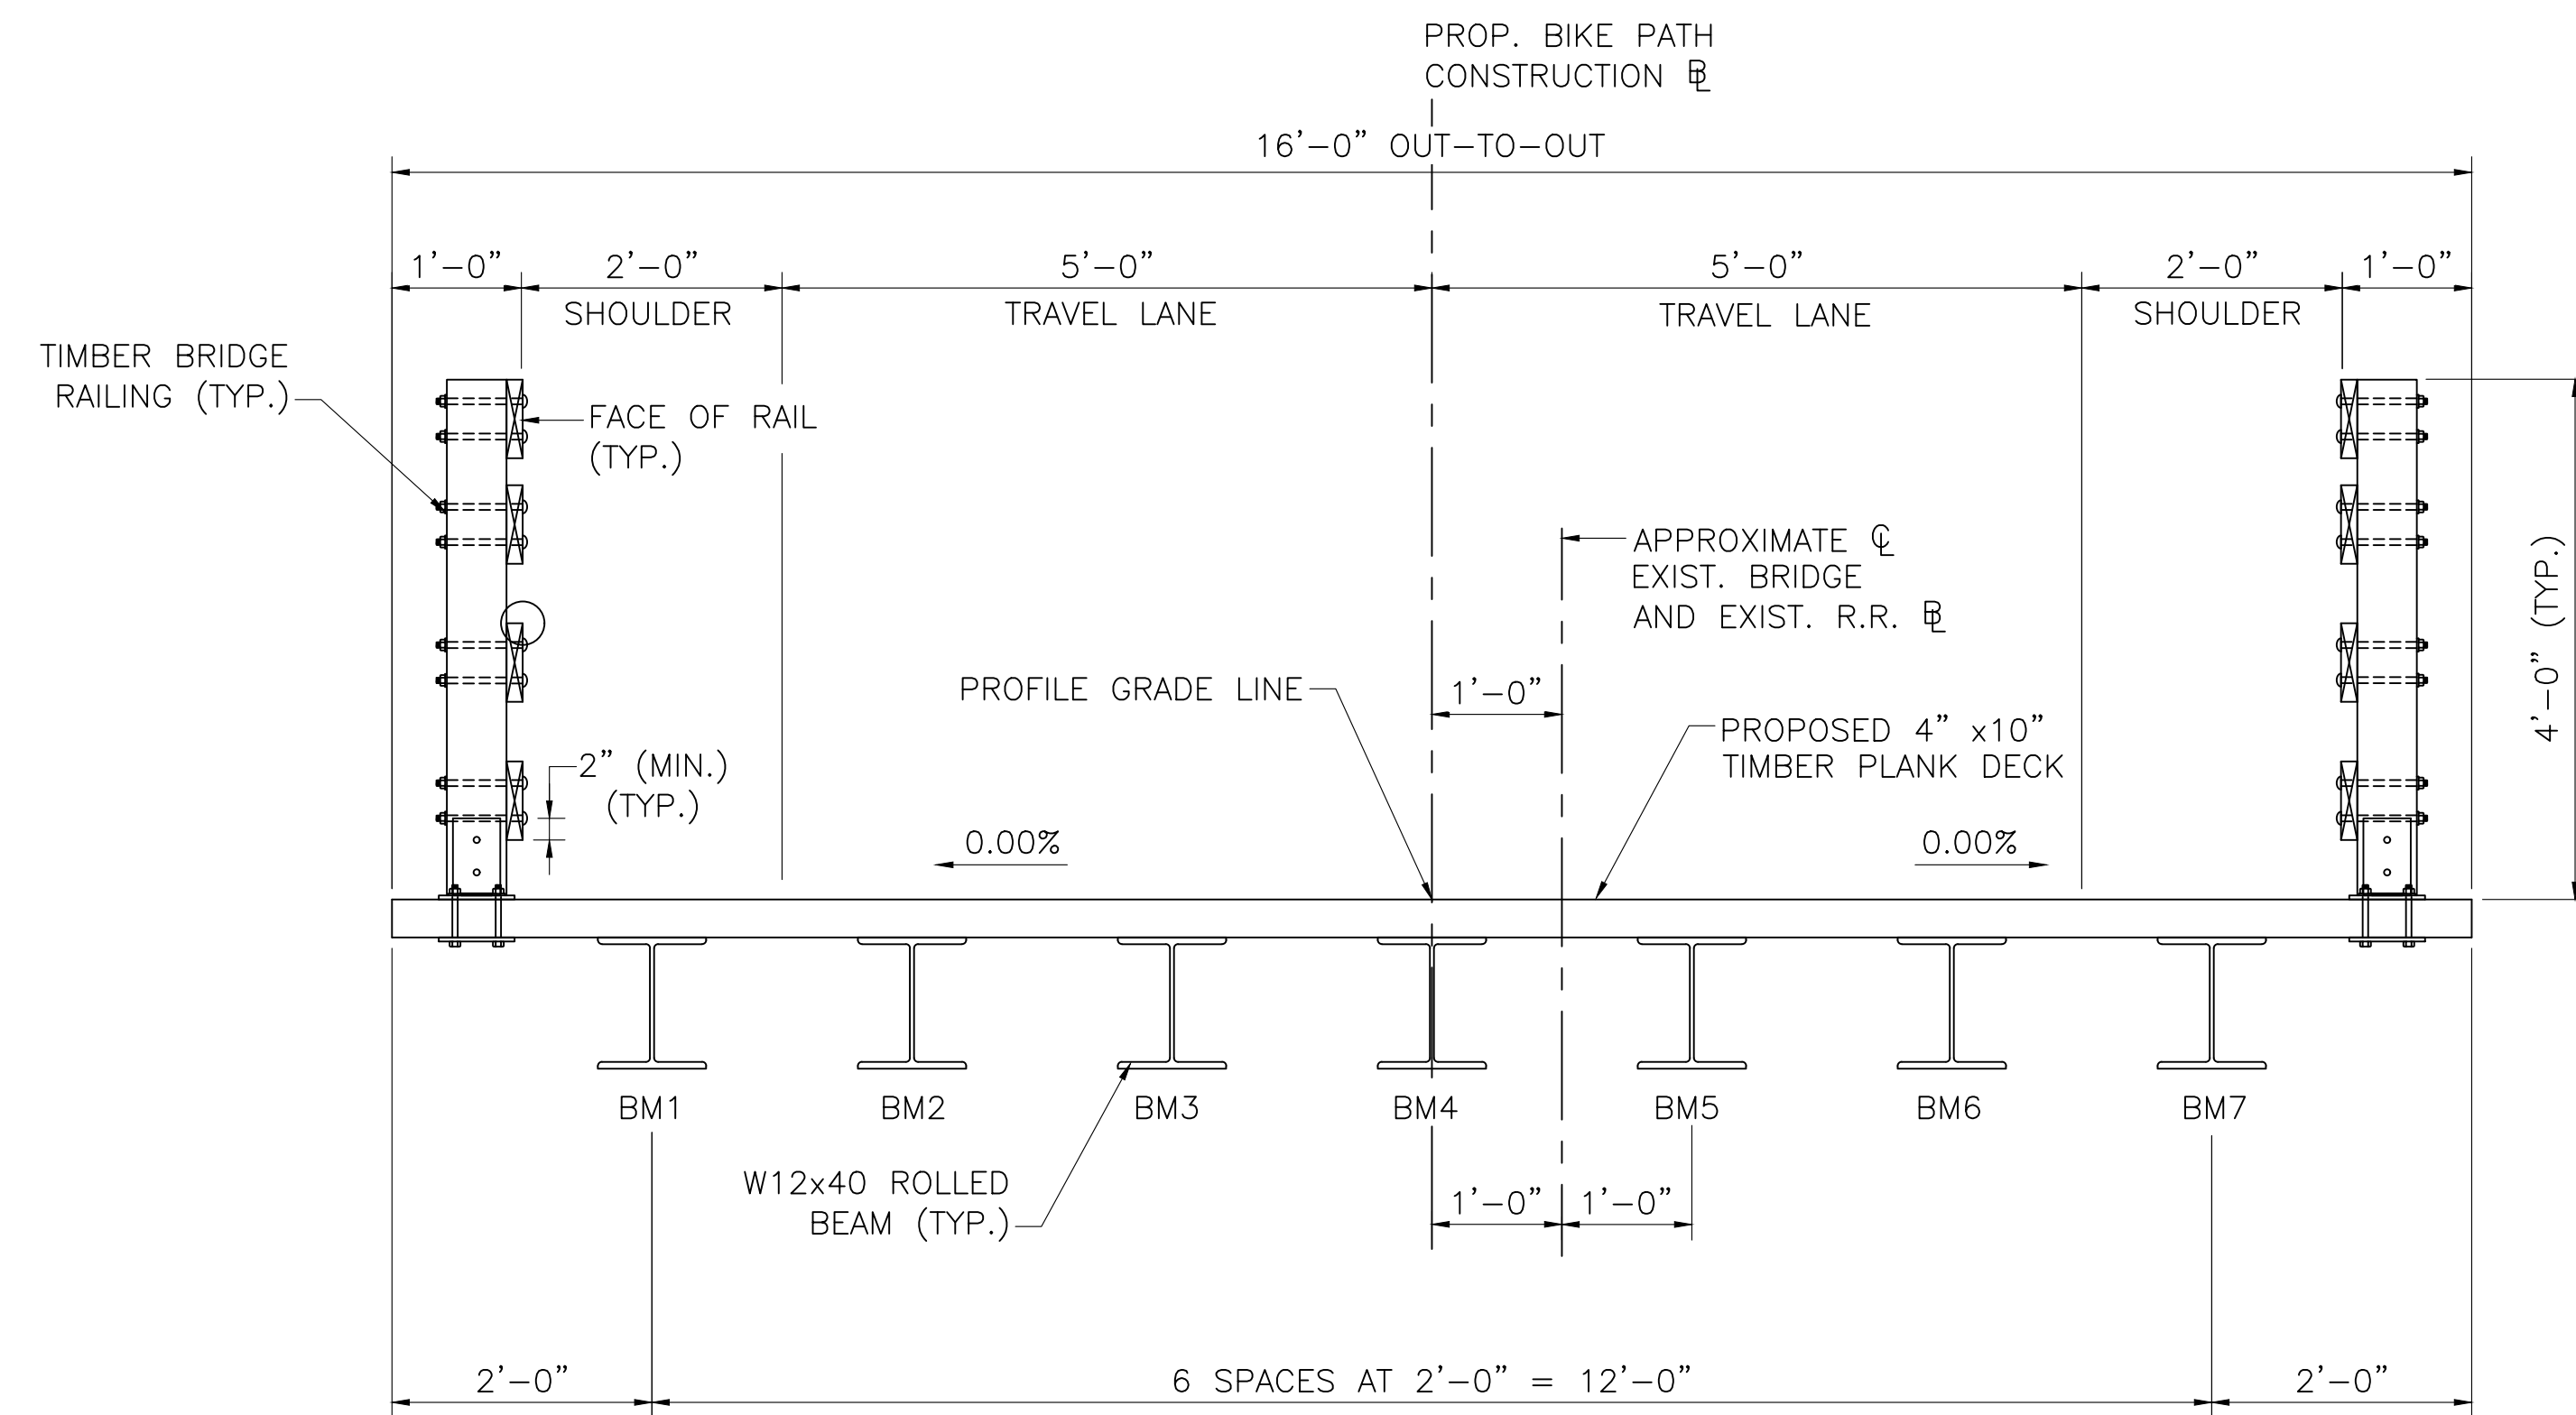 PROP. BIKE PATH
CONSTRUCTION ℄
16'-0" OUT-TO-OUT
1'-0"
2'-0"
5'-0"
5'-0"
2'-0"
1'-0"
SHOULDER
TRAVEL LANE
TRAVEL LANE
SHOULDER
TIMBER BRIDGE
RAILING (TYP.)
FACE OF RAIL
(TYP.)
APPROXIMATE ℄
EXIST. BRIDGE
AND EXIST. R.R. BL
4'-0" (TYP.)
PROFILE GRADE LINE
1'-0"
PROPOSED 4" x10"
TIMBER PLANK DECK
2" (MIN.)
(TYP.)
0.00%
0.00%
BM1
BM2
BM3
BM4
BM5
BM6
BM7
W12x40 ROLLED
BEAM (TYP.)
1'-0"
1'-0"
2'-0"
6 SPACES AT 2'-0" = 12'-0"
2'-0"